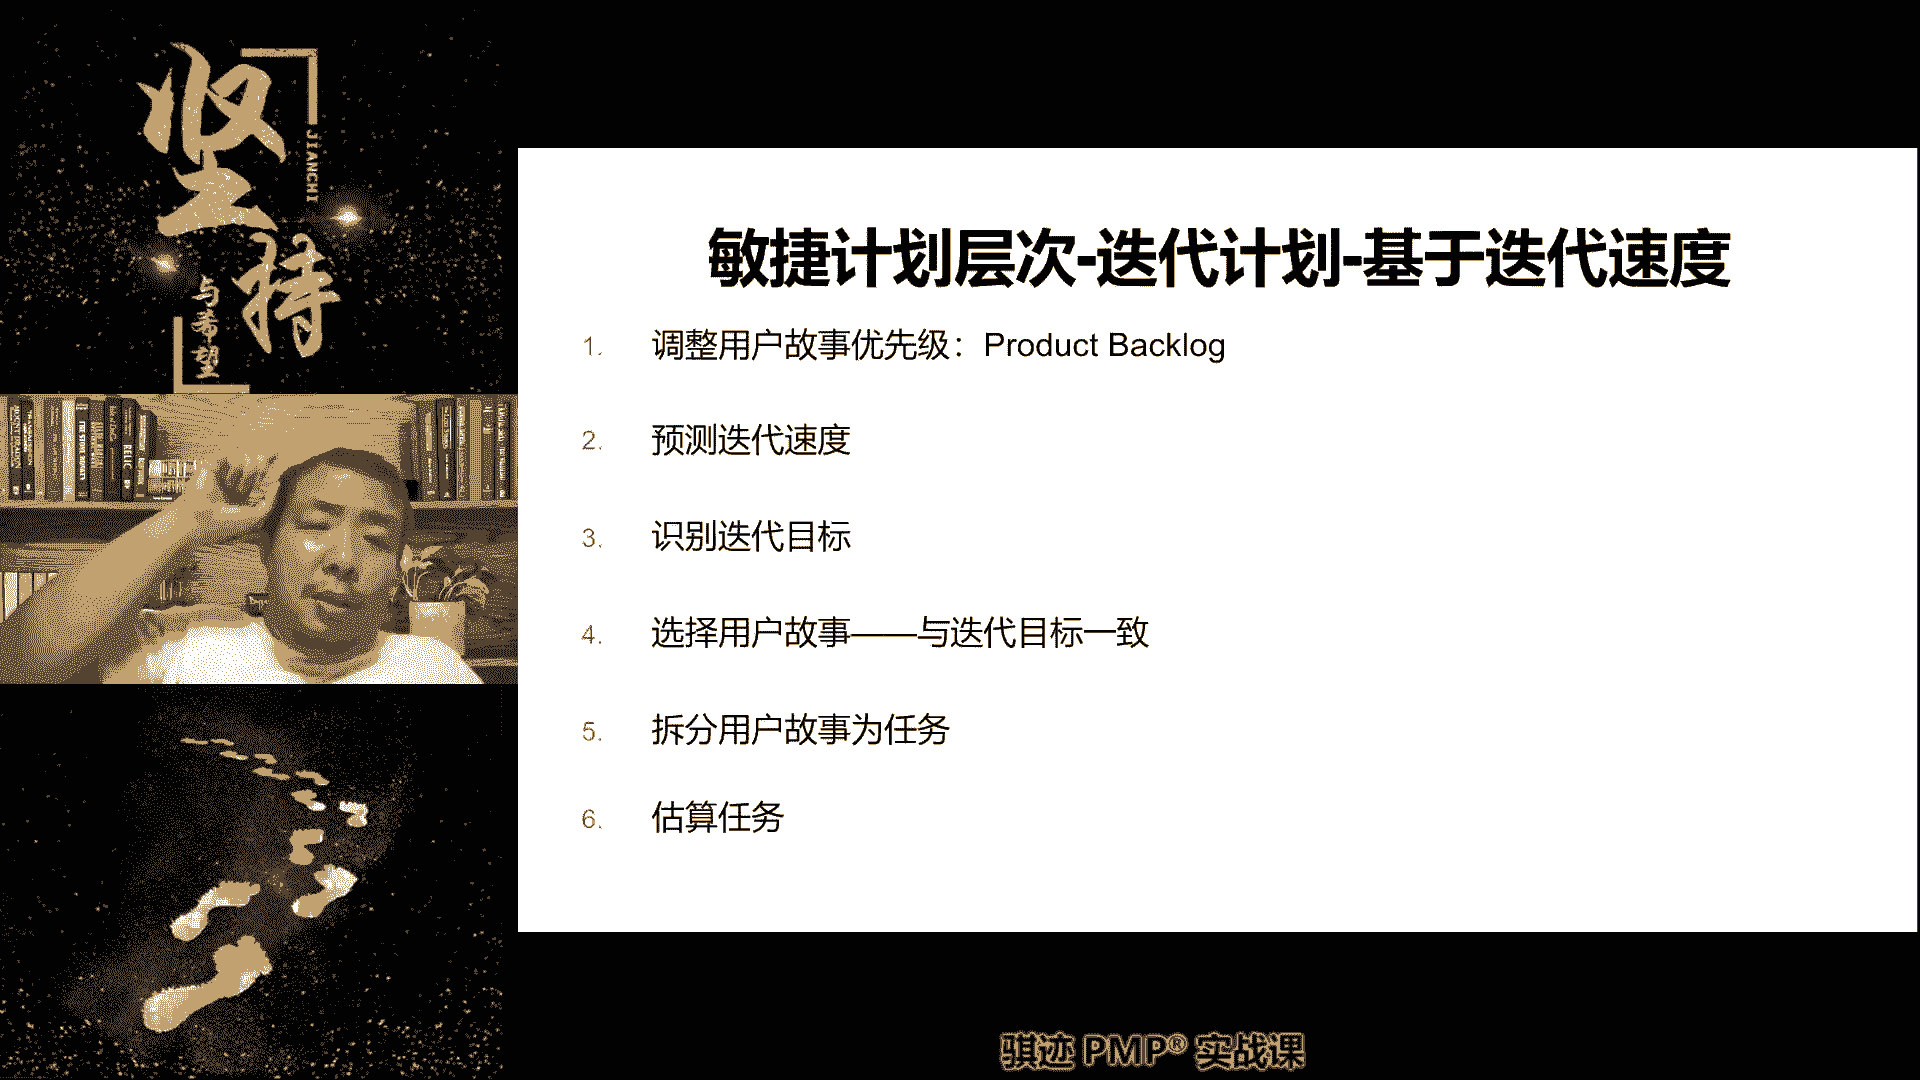 坚持
JIANCHI
与希望
敏捷计划层次-迭代计划-基于迭代速度
1. 调整用户故事优先级：Product Backlog
2. 预测迭代速度
3. 识别迭代目标
4. 选择用户故事——与迭代目标一致
5. 拆分用户故事为任务
6. 估算任务
骐迹 PMP® 实战课